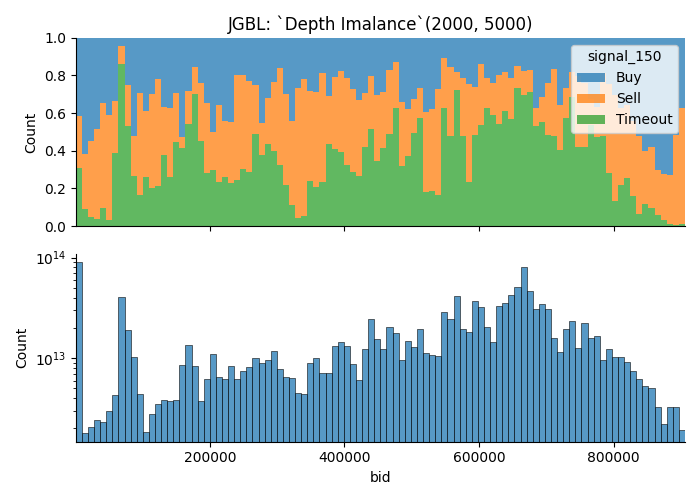 JGBL: `Depth Imalance`(2000, 5000)
1.0
0.8
0.6
0.4
0.2
0.0
Count
signal_150
Buy
Sell
Timeout
10^14
10^13
Count
200000 400000 600000 800000
bid